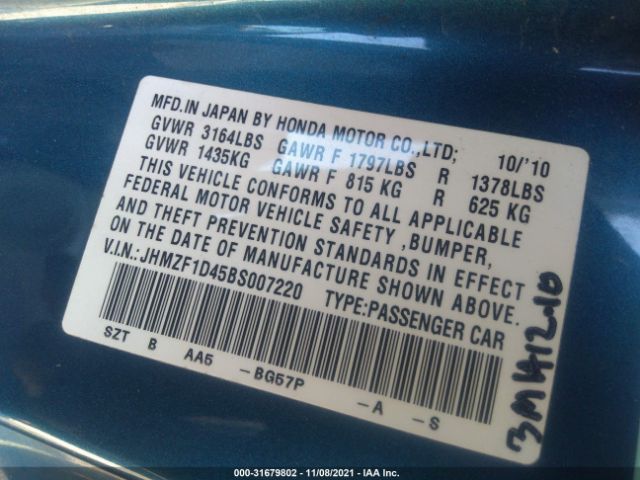 MFD.IN JAPAN BY HONDA MOTOR CO.,LTD; 10/'10
GVWR 3164LBS GAWR F 1797LBS R 1378LBS
GVWR 1435KG GAWR F 815 KG R 625 KG
THIS VEHICLE CONFORMS TO ALL APPLICABLE
FEDERAL MOTOR VEHICLE SAFETY ,BUMPER,
AND THEFT PREVENTION STANDARDS IN EFFECT
ON THE DATE OF MANUFACTURE SHOWN ABOVE.
V.I.N.:JHMZF1D45BS007220 TYPE:PASSENGER CAR
SZT B AA5 -BG57P -A -S
000-31679802 - 11/08/2021 - IAA Inc.